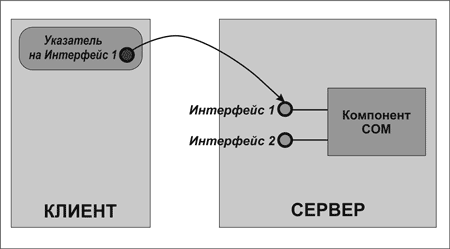 Указатель
на Интерфейс 1
Интерфейс 1
Интерфейс 2
Компонент
COM
КЛИЕНТ
СЕРВЕР